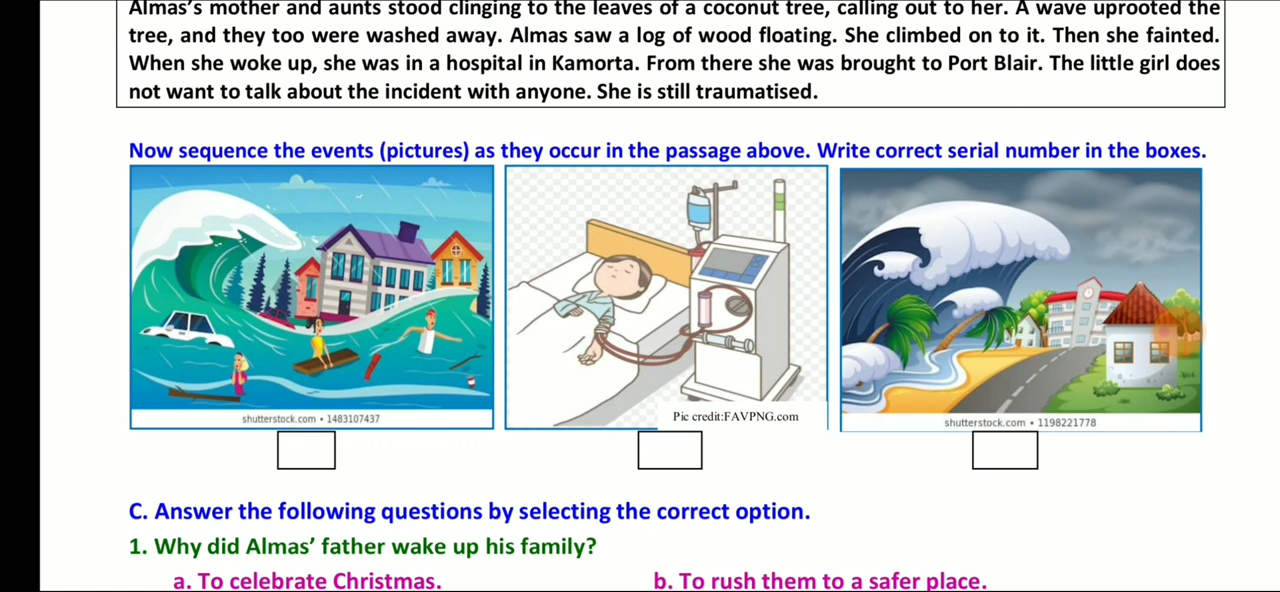 Almas's mother and aunts stood clinging to the leaves of a coconut tree, calling out to her. A wave uprooted the
tree, and they too were washed away. Almas saw a log of wood floating. She climbed on to it. Then she fainted.
When she woke up, she was in a hospital in Kamorta. From there she was brought to Port Blair. The little girl does
not want to talk about the incident with anyone. She is still traumatised.
Now sequence the events (pictures) as they occur in the passage above. Write correct serial number in the boxes.
shutterstock.com • 1483107437
Pic credit:FAVPNG.com
shutterstock.com • 1198221778
C. Answer the following questions by selecting the correct option.
1. Why did Almas' father wake up his family?
a. To celebrate Christmas. b. To rush them to a safer place.